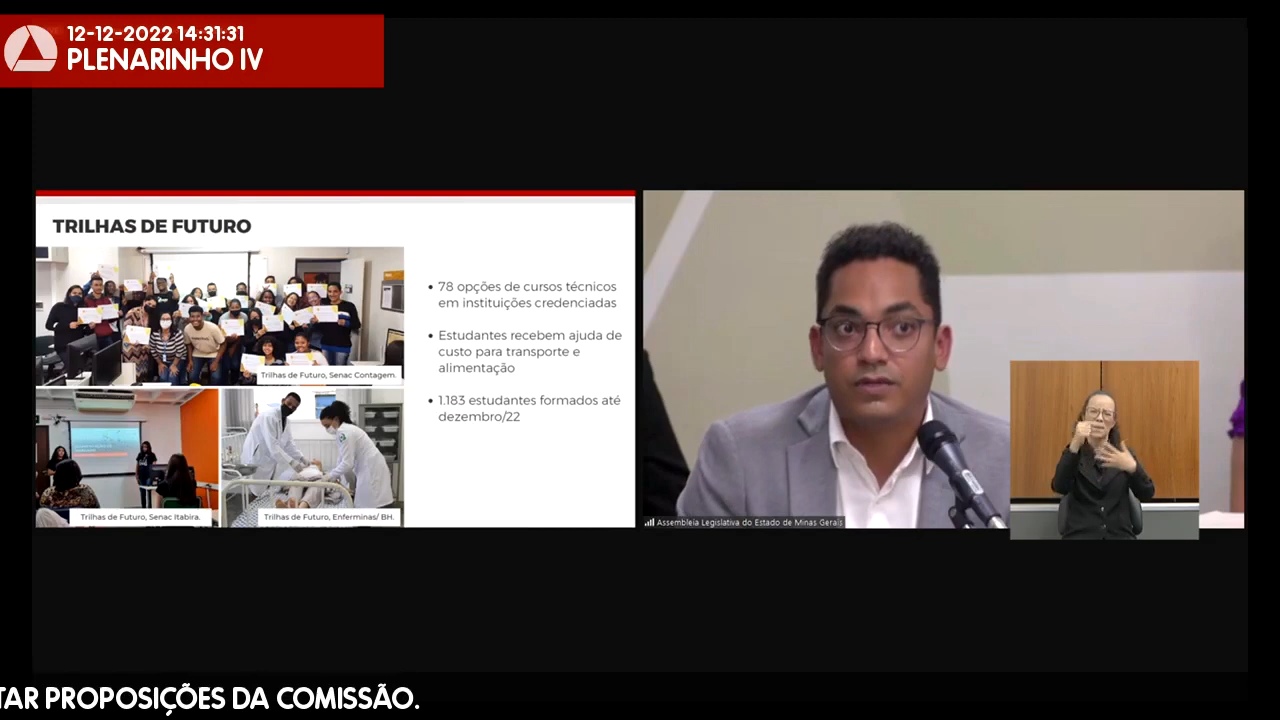 12-12-2022 14:31:31
PLENARINHO IV
TRILHAS DE FUTURO
• 78 opções de cursos técnicos
em instituições credenciadas
• Estudantes recebem ajuda de
custo para transporte e
alimentação
• 1.183 estudantes formados até
dezembro/22
Trilhas de Futuro, Senac Contagem.
Trilhas de Futuro, Senac Itabira.
Trilhas de Futuro, Enferminas/ BH.
Assembleia Legislativa do Estado de Minas Gerais
TAR PROPOSIÇÕES DA COMISSÃO.